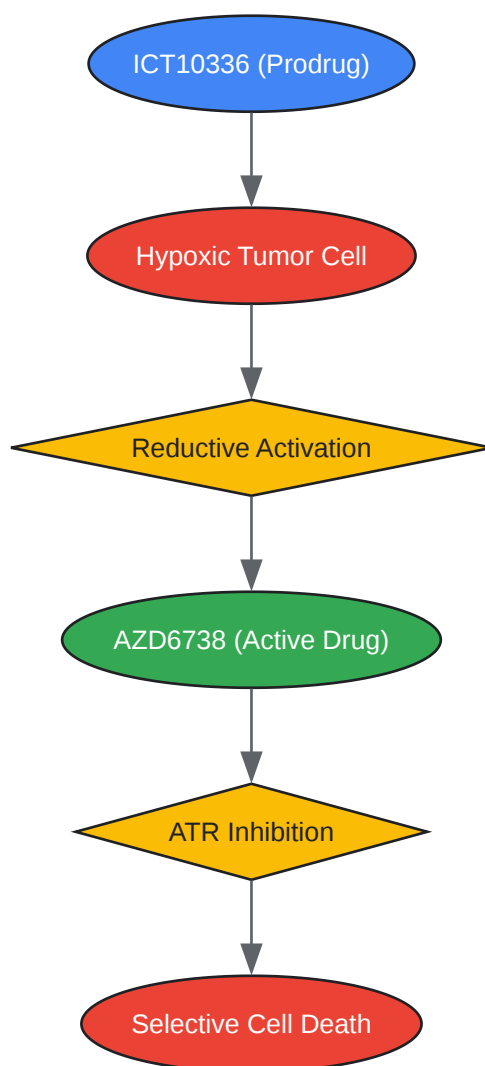 ICT10336 (Prodrug)
Hypoxic Tumor Cell
Reductive Activation
AZD6738 (Active Drug)
ATR Inhibition
Selective Cell Death